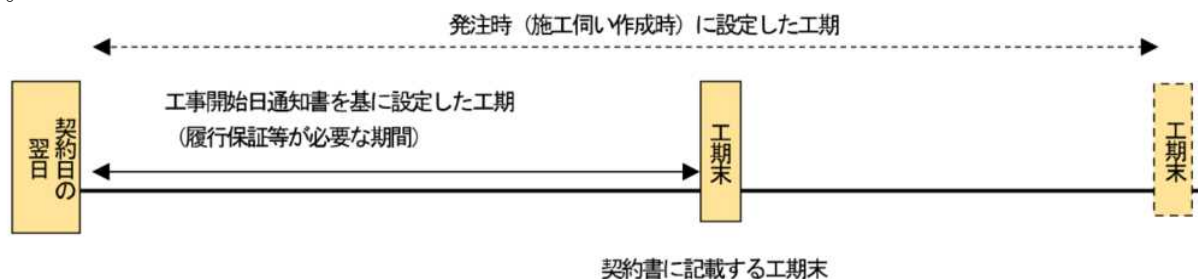 。
発注時（施工伺い作成時）に設定した工期
工事開始日通知書を基に設定した工期
（履行保証等が必要な期間）
契約日の
翌日
工期末
工期末
契約書に記載する工期末